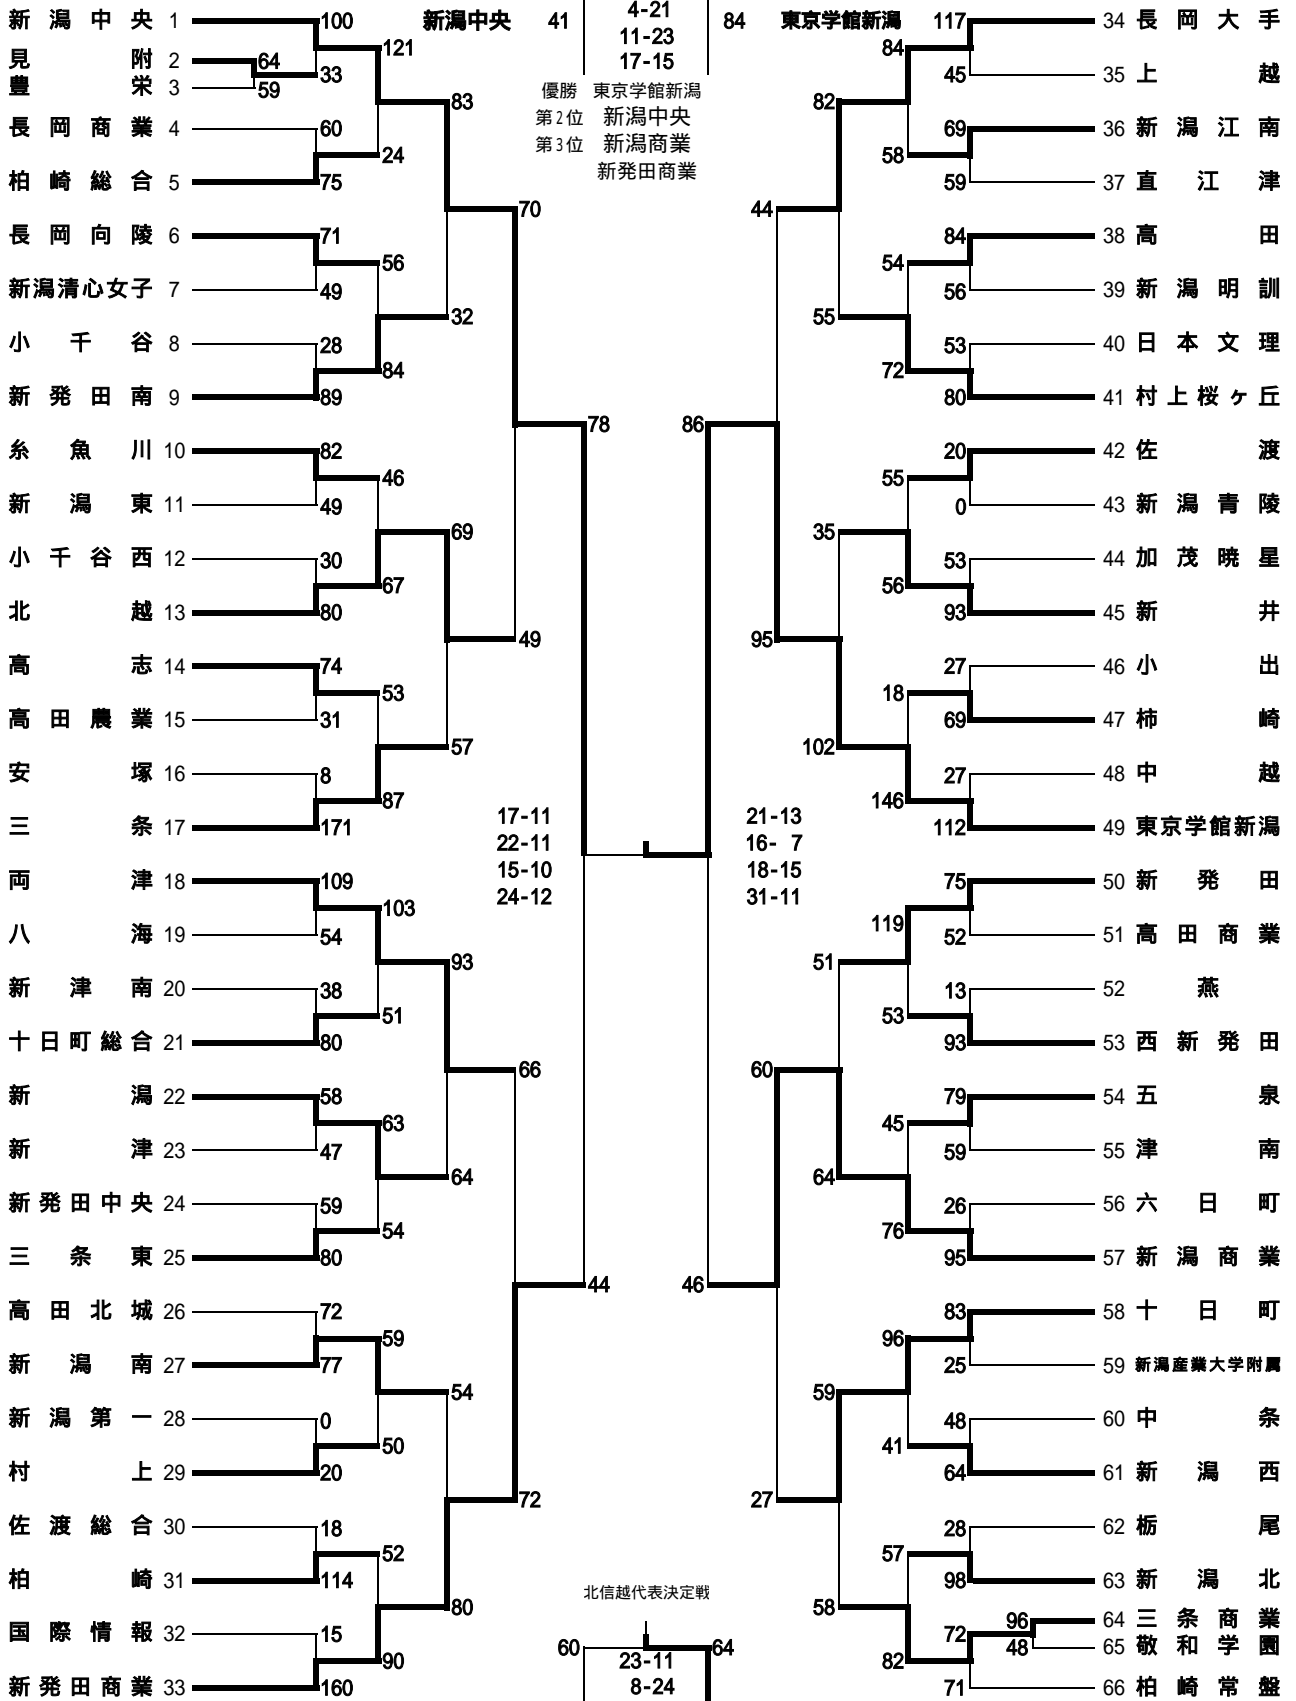 新潟中央 1 100 新潟中央 41 4-21 84 東京学館新潟 117 34 長岡大手
11-23
121 84
17-15
見附 2 64 33 45 35 上越
豊栄 3 59
優勝 東京学館新潟
83 82
第2位 新潟中央
長岡商業 4 60 69 36 新潟江南
第3位 新潟商業
24 58
新発田商業
柏崎総合 5 75 59 37 直江津
70 44
長岡向陵 6 71 84 38 高田
56 54
新潟清心女子 7 49 56 39 新潟明訓
32 55
小千谷 8 28 53 40 日本文理
84 72
新発田南 9 89 80 41 村上桜ヶ丘
78 86
糸魚川 10 82 20 42 佐渡
46 55
新潟東 11 49 0 43 新潟青陵
69 35
小千谷西 12 30 53 44 加茂暁星
67 56
北越 13 80 93 45 新井
49 95
高志 14 74 27 46 小出
53 18
高田農業 15 31 69 47 柿崎
57 102
安塚 16 8 27 48 中越
87 146
17-11 21-13
三条 17 171 112 49 東京学館新潟
22-11 16- 7
15-10 18-15
両津 18 109 75 50 新発田
24-12 31-11
103 119
八海 19 54 52 51 高田商業
93 51
新津南 20 38 13 52 燕
51 53
十日町総合 21 80 93 53 西新発田
66 60
新潟 22 58 79 54 五泉
63 45
新津 23 47 59 55 津南
64 64
新発田中央 24 59 26 56 六日町
54 76
三条東 25 80 95 57 新潟商業
44 46
高田北城 26 72 83 58 十日町
59 96
新潟南 27 77 25 59 新潟産業大学附属
54 59
新潟第一 28 0 48 60 中条
50 41
村上 29 20 64 61 新潟西
72 27
佐渡総合 30 18 28 62 栃尾
52 57
柏崎 31 114 98 63 新潟北
北信越代表決定戦
80 58
96 64 三条商業
国際情報 32 15 72
60 64 48 65 敬和学園
90 23-11 82
新発田商業 33 160 8-24 71 66 柏崎常盤